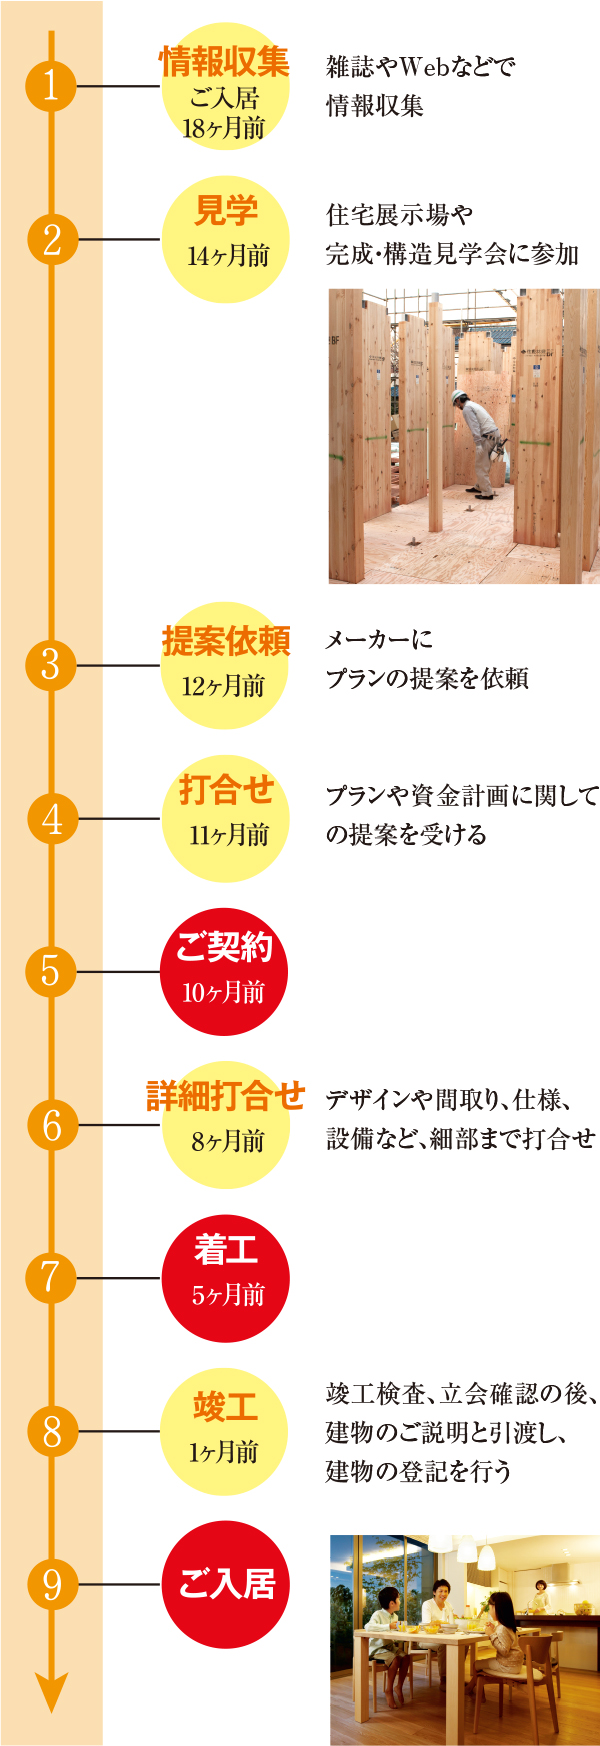 1
情報収集
ご入居
18ヶ月前
雑誌やWebなどで
情報収集
2
見学
14ヶ月前
住宅展示場や
完成・構造見学会に参加
BF
BF
3
提案依頼
12ヶ月前
メーカーに
プランの提案を依頼
4
打合せ
11ヶ月前
プランや資金計画に関して
の提案を受ける
5
ご契約
10ヶ月前
6
詳細打合せ
8ヶ月前
デザインや間取り、仕様、
設備など、細部まで打合せ
7
着工
5ヶ月前
8
竣工
1ヶ月前
竣工検査、立会確認の後、
建物のご説明と引渡し、
建物の登記を行う
9
ご入居